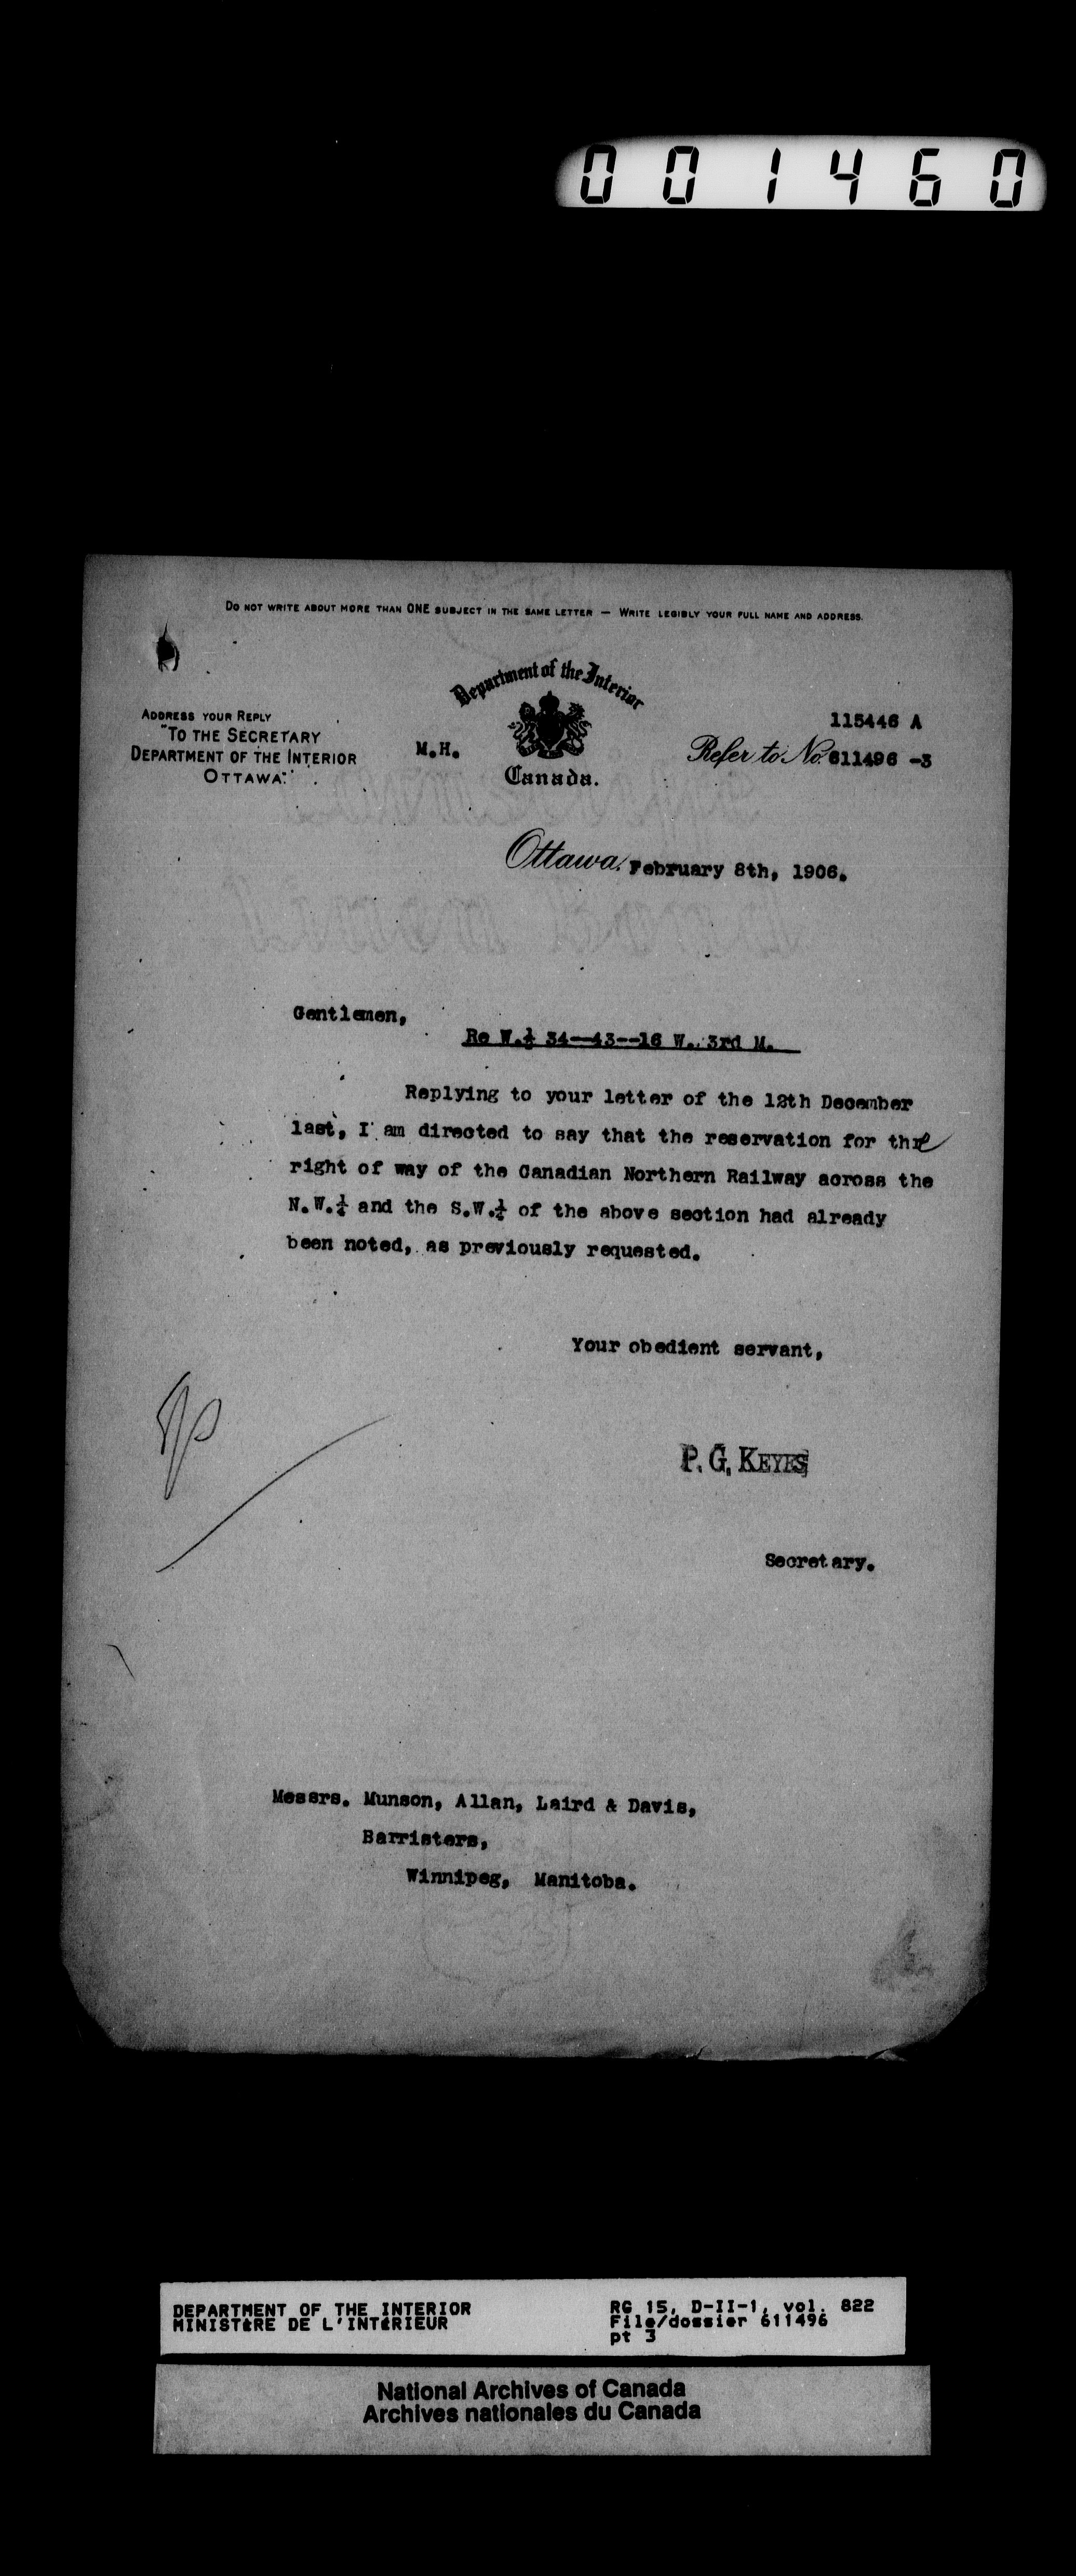 001460
DO NOT WRITE ABOUT MORE THAN ONE SUBJECT IN THE SAME LETTER — WRITE LEGIBLY YOUR FULL NAME AND ADDRESS.
Department of the Interior
Canada.
ADDRESS YOUR REPLY
"TO THE SECRETARY
DEPARTMENT OF THE INTERIOR
OTTAWA."
M.H.
115446 A
Refer to No. 611496 -3
Ottawa, February 8th, 1906.
Gentlemen,
Re W.½ 34--43--16 W. 3rd M.
Replying to your letter of the 12th December
last, I am directed to say that the reservation for the
right of way of the Canadian Northern Railway across the
N.W.¼ and the S.W.¼ of the above section had already
been noted, as previously requested.
Your obedient servant,
P. G. KEYES
Secretary.
Messrs. Munson, Allan, Laird & Davis,
Barristers,
Winnipeg, Manitoba.
DEPARTMENT OF THE INTERIOR
MINISTÈRE DE L'INTÉRIEUR
RG 15, D-II-1, vol. 822
File/dossier 611496
pt 3
National Archives of Canada
Archives nationales du Canada